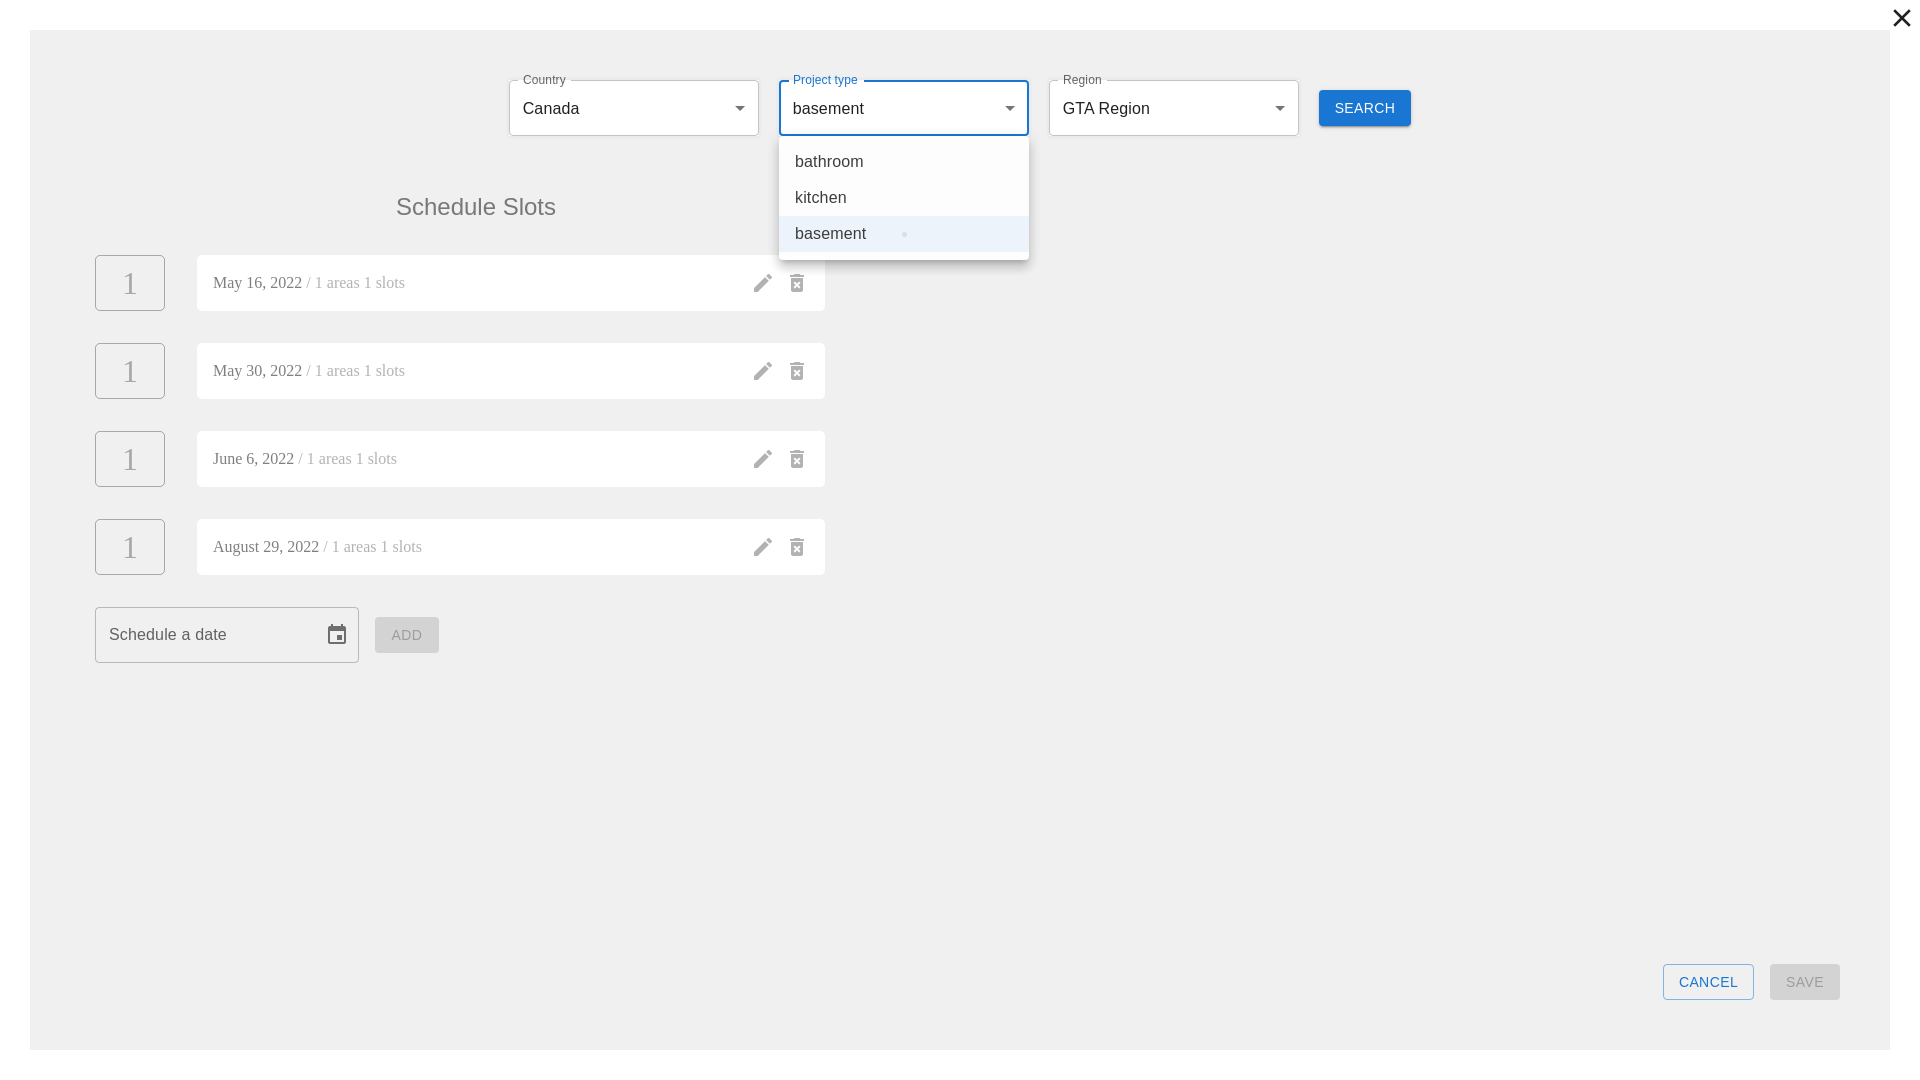 Country
Canada
Project type
basement
Region
GTA Region
SEARCH
bathroom
kitchen
basement
Schedule Slots
1
May 16, 2022 / 1 areas 1 slots
1
May 30, 2022 / 1 areas 1 slots
1
June 6, 2022 / 1 areas 1 slots
1
August 29, 2022 / 1 areas 1 slots
Schedule a date
ADD
CANCEL
SAVE